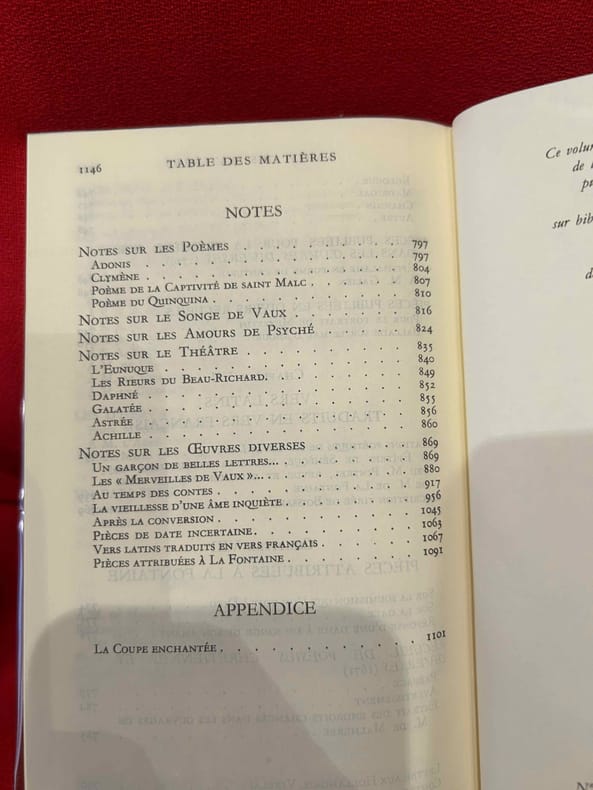 1146 TABLE DES MATIÈRES
NOTES
NOTES SUR LES POÈMES . . . . . . . . . . 797
ADONIS . . . . . . . . . . 797
CLYMÈNE . . . . . . . . . . 804
POÈME DE LA CAPTIVITÉ DE SAINT MALC . . . . 807
POÈME DU QUINQUINA . . . . . . . . 810
NOTES SUR LE SONGE DE VAUX . . . . . . 816
NOTES SUR LES AMOURS DE PSYCHÉ . . . . . 824
NOTES SUR LE THÉÂTRE . . . . . . . . . 835
L'EUNUQUE . . . . . . . . . . 840
LES RIEURS DU BEAU-RICHARD. . . . . . . 849
DAPHNÉ . . . . . . . . . . 852
GALATÉE . . . . . . . . . . 855
ASTRÉE . . . . . . . . . . 856
ACHILLE . . . . . . . . . . 860
NOTES SUR LES ŒUVRES DIVERSES . . . . . 869
UN GARÇON DE BELLES LETTRES... . . . . . . 869
LES « MERVEILLES DE VAUX »... . . . . . . 880
AU TEMPS DES CONTES . . . . . . . . 917
LA VIEILLESSE D'UNE ÂME INQUIÈTE . . . . . 956
APRÈS LA CONVERSION . . . . . . . . 1045
PIÈCES DE DATE INCERTAINE . . . . . . . 1063
VERS LATINS TRADUITS EN VERS FRANÇAIS . . . . 1067
PIÈCES ATTRIBUÉES À LA FONTAINE . . . . . . 1091
APPENDICE
LA COUPE ENCHANTÉE . . . . . . . . . 1101
Ce
de
sur